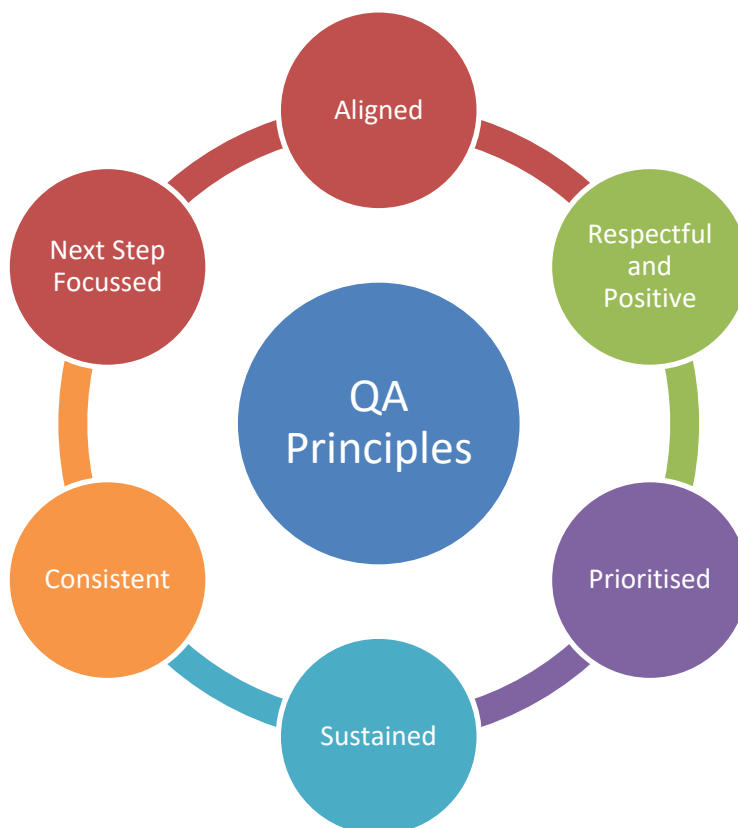 Aligned
Respectful
and
Positive
Prioritised
Sustained
Consistent
Next Step
Focussed
QA
Principles